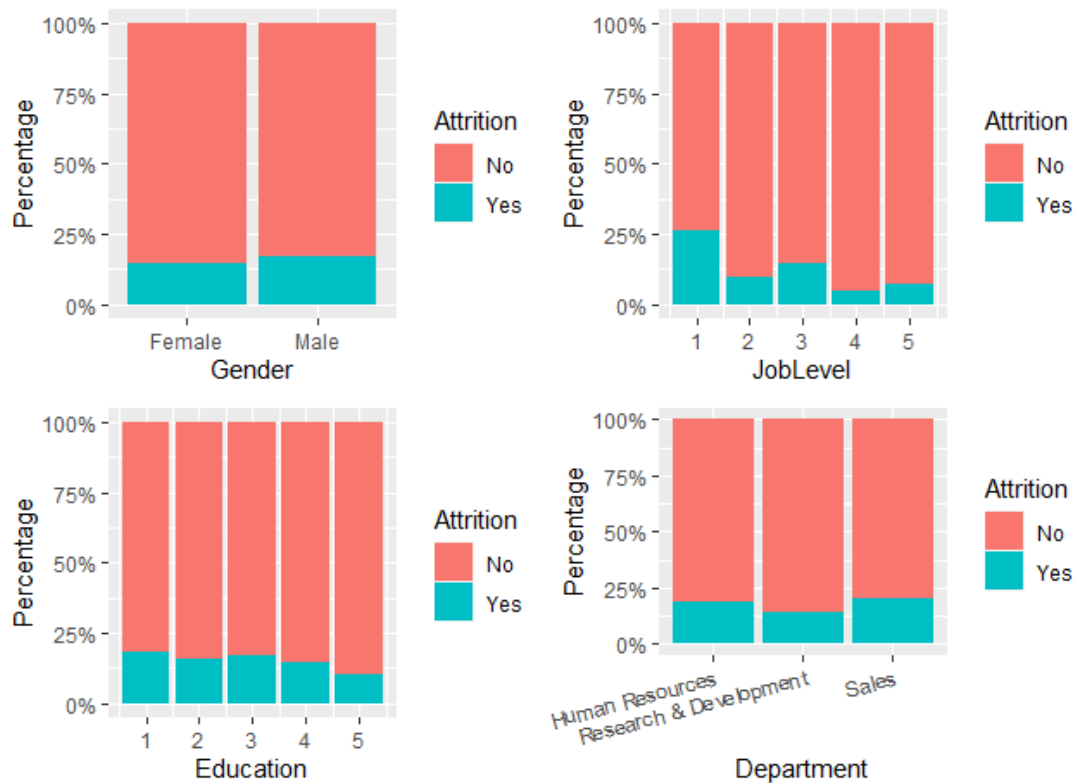 100%
75%
50%
25%
0%
Percentage
Female Male
Gender
Attrition
No
Yes
100%
75%
50%
25%
0%
Percentage
1 2 3 4 5
JobLevel
Attrition
No
Yes
100%
75%
50%
25%
0%
Percentage
1 2 3 4 5
Education
Attrition
No
Yes
100%
75%
50%
25%
0%
Percentage
Human Resources
Research & Development
Sales
Department
Attrition
No
Yes